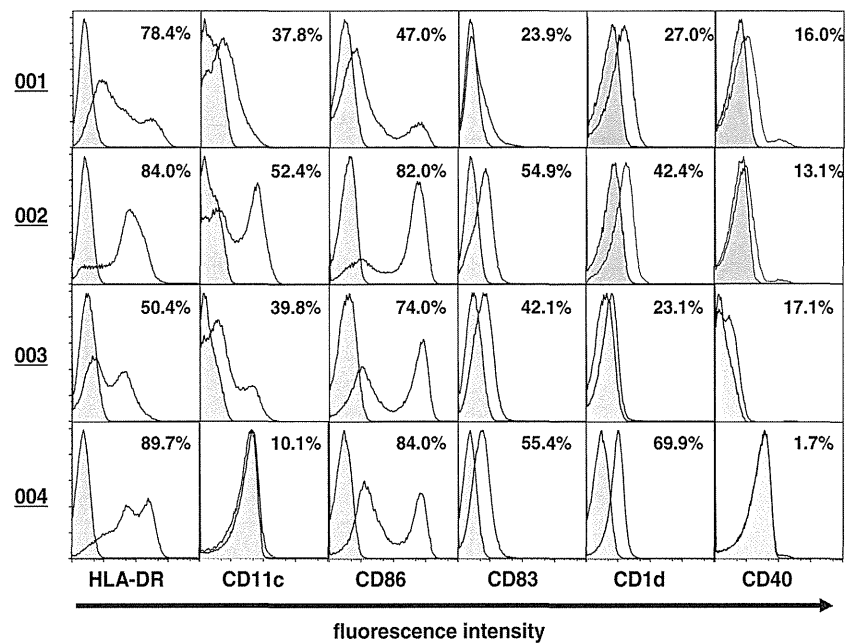 001 78.4% 37.8% 47.0% 23.9% 27.0% 16.0%
002 84.0% 52.4% 82.0% 54.9% 42.4% 13.1%
003 50.4% 39.8% 74.0% 42.1% 23.1% 17.1%
004 89.7% 10.1% 84.0% 55.4% 69.9% 1.7%
HLA-DR CD11c CD86 CD83 CD1d CD40
fluorescence intensity